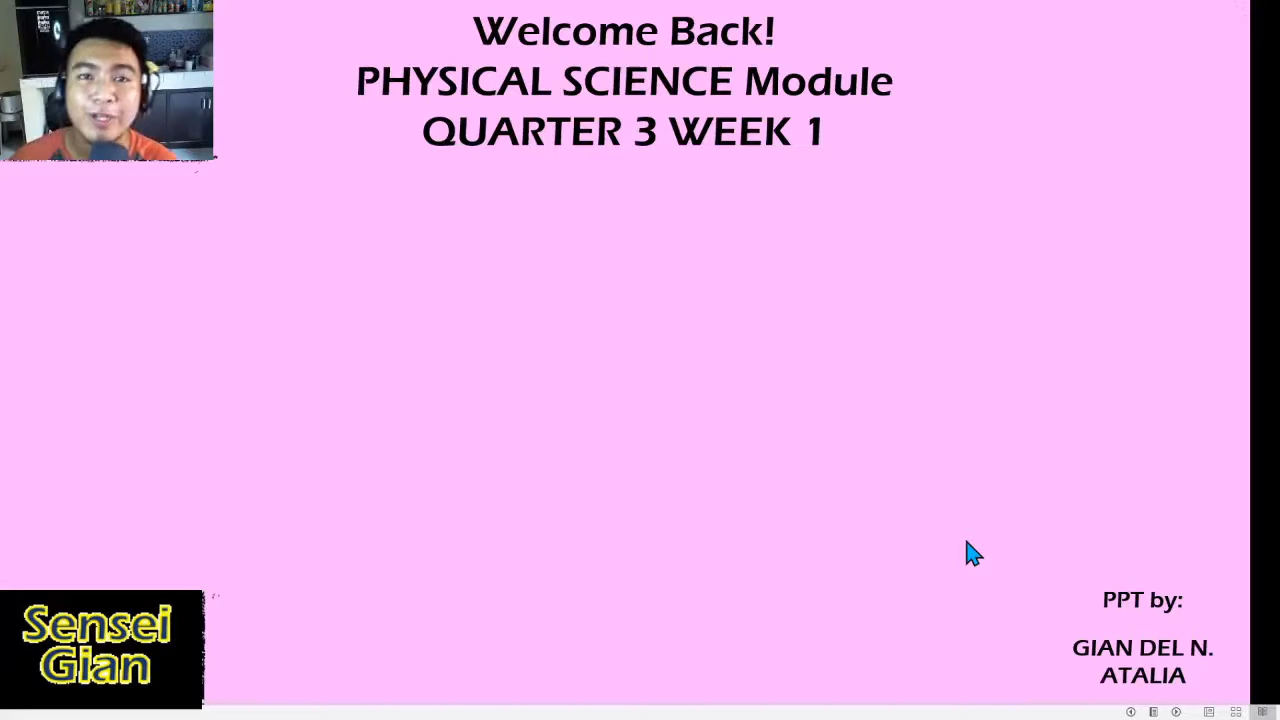 Welcome Back!
PHYSICAL SCIENCE Module
QUARTER 3 WEEK 1
Sensei
Gian
PPT by:
GIAN DEL N.
ATALIA